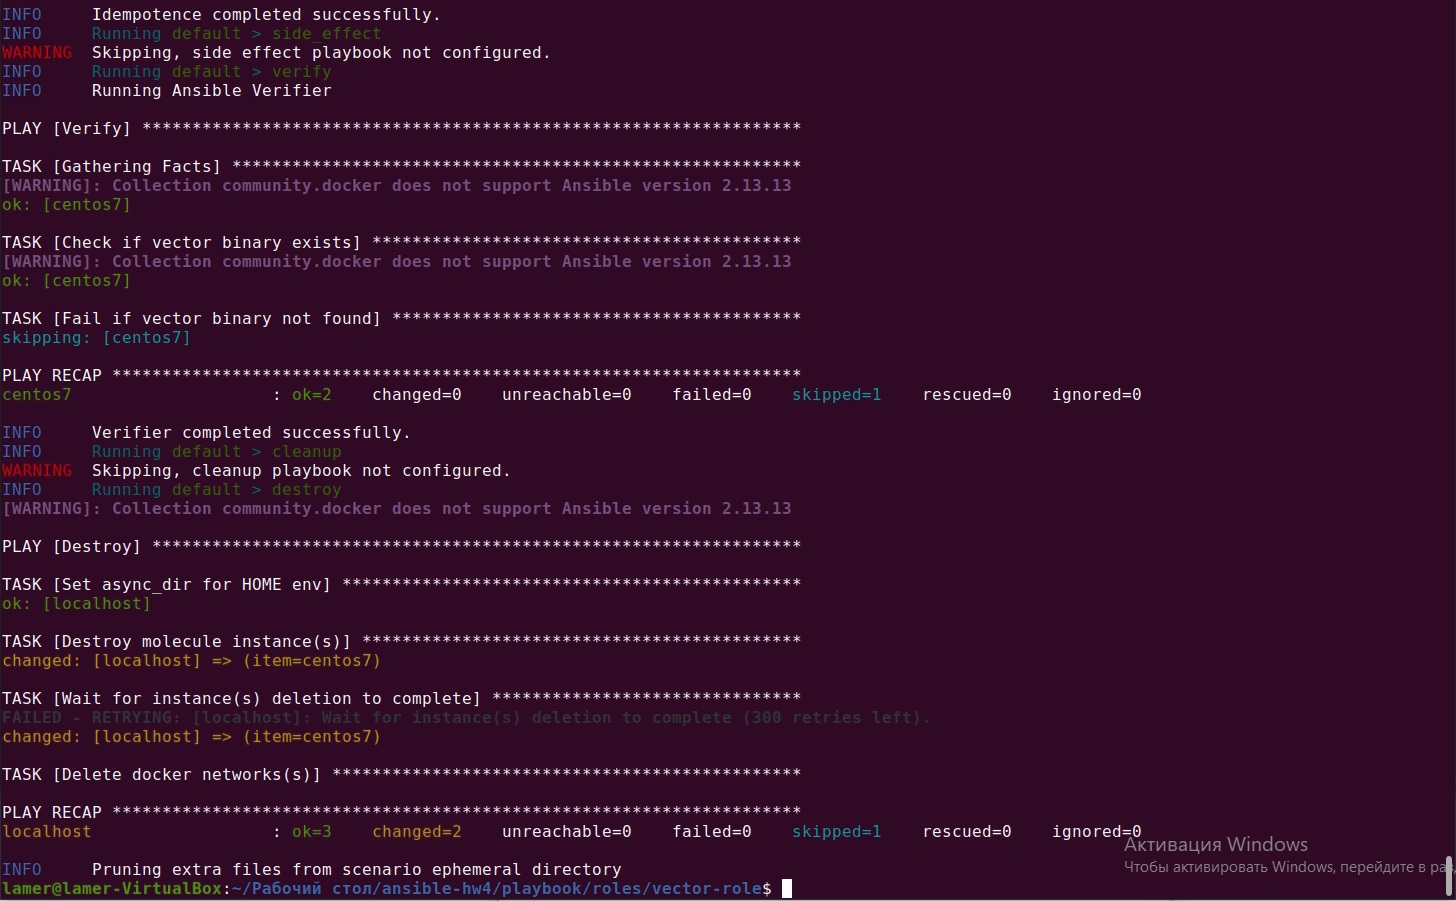 INFO     Idempotence completed successfully.
INFO     Running default > side_effect
WARNING  Skipping, side effect playbook not configured.
INFO     Running default > verify
INFO     Running Ansible Verifier
PLAY [Verify] ******************************************************************
TASK [Gathering Facts] *********************************************************
[WARNING]: Collection community.docker does not support Ansible version 2.13.13
ok: [centos7]
TASK [Check if vector binary exists] *******************************************
[WARNING]: Collection community.docker does not support Ansible version 2.13.13
ok: [centos7]
TASK [Fail if vector binary not found] *****************************************
skipping: [centos7]
PLAY RECAP *********************************************************************
centos7                    : ok=2    changed=0    unreachable=0    failed=0    skipped=1    rescued=0    ignored=0
INFO     Verifier completed successfully.
INFO     Running default > cleanup
WARNING  Skipping, cleanup playbook not configured.
INFO     Running default > destroy
[WARNING]: Collection community.docker does not support Ansible version 2.13.13
PLAY [Destroy] *****************************************************************
TASK [Set async_dir for HOME env] **********************************************
ok: [localhost]
TASK [Destroy molecule instance(s)] ********************************************
changed: [localhost] => (item=centos7)
TASK [Wait for instance(s) deletion to complete] *******************************
FAILED - RETRYING: [localhost]: Wait for instance(s) deletion to complete (300 retries left).
changed: [localhost] => (item=centos7)
TASK [Delete docker networks(s)] ***********************************************
PLAY RECAP *********************************************************************
localhost                  : ok=3    changed=2    unreachable=0    failed=0    skipped=1    rescued=0    ignored=0
Активация Windows
Чтобы активировать Windows, перейдите в раз
INFO     Pruning extra files from scenario ephemeral directory
lamer@lamer-VirtualBox:~/Рабочий стол/ansible-hw4/playbook/roles/vector-role$